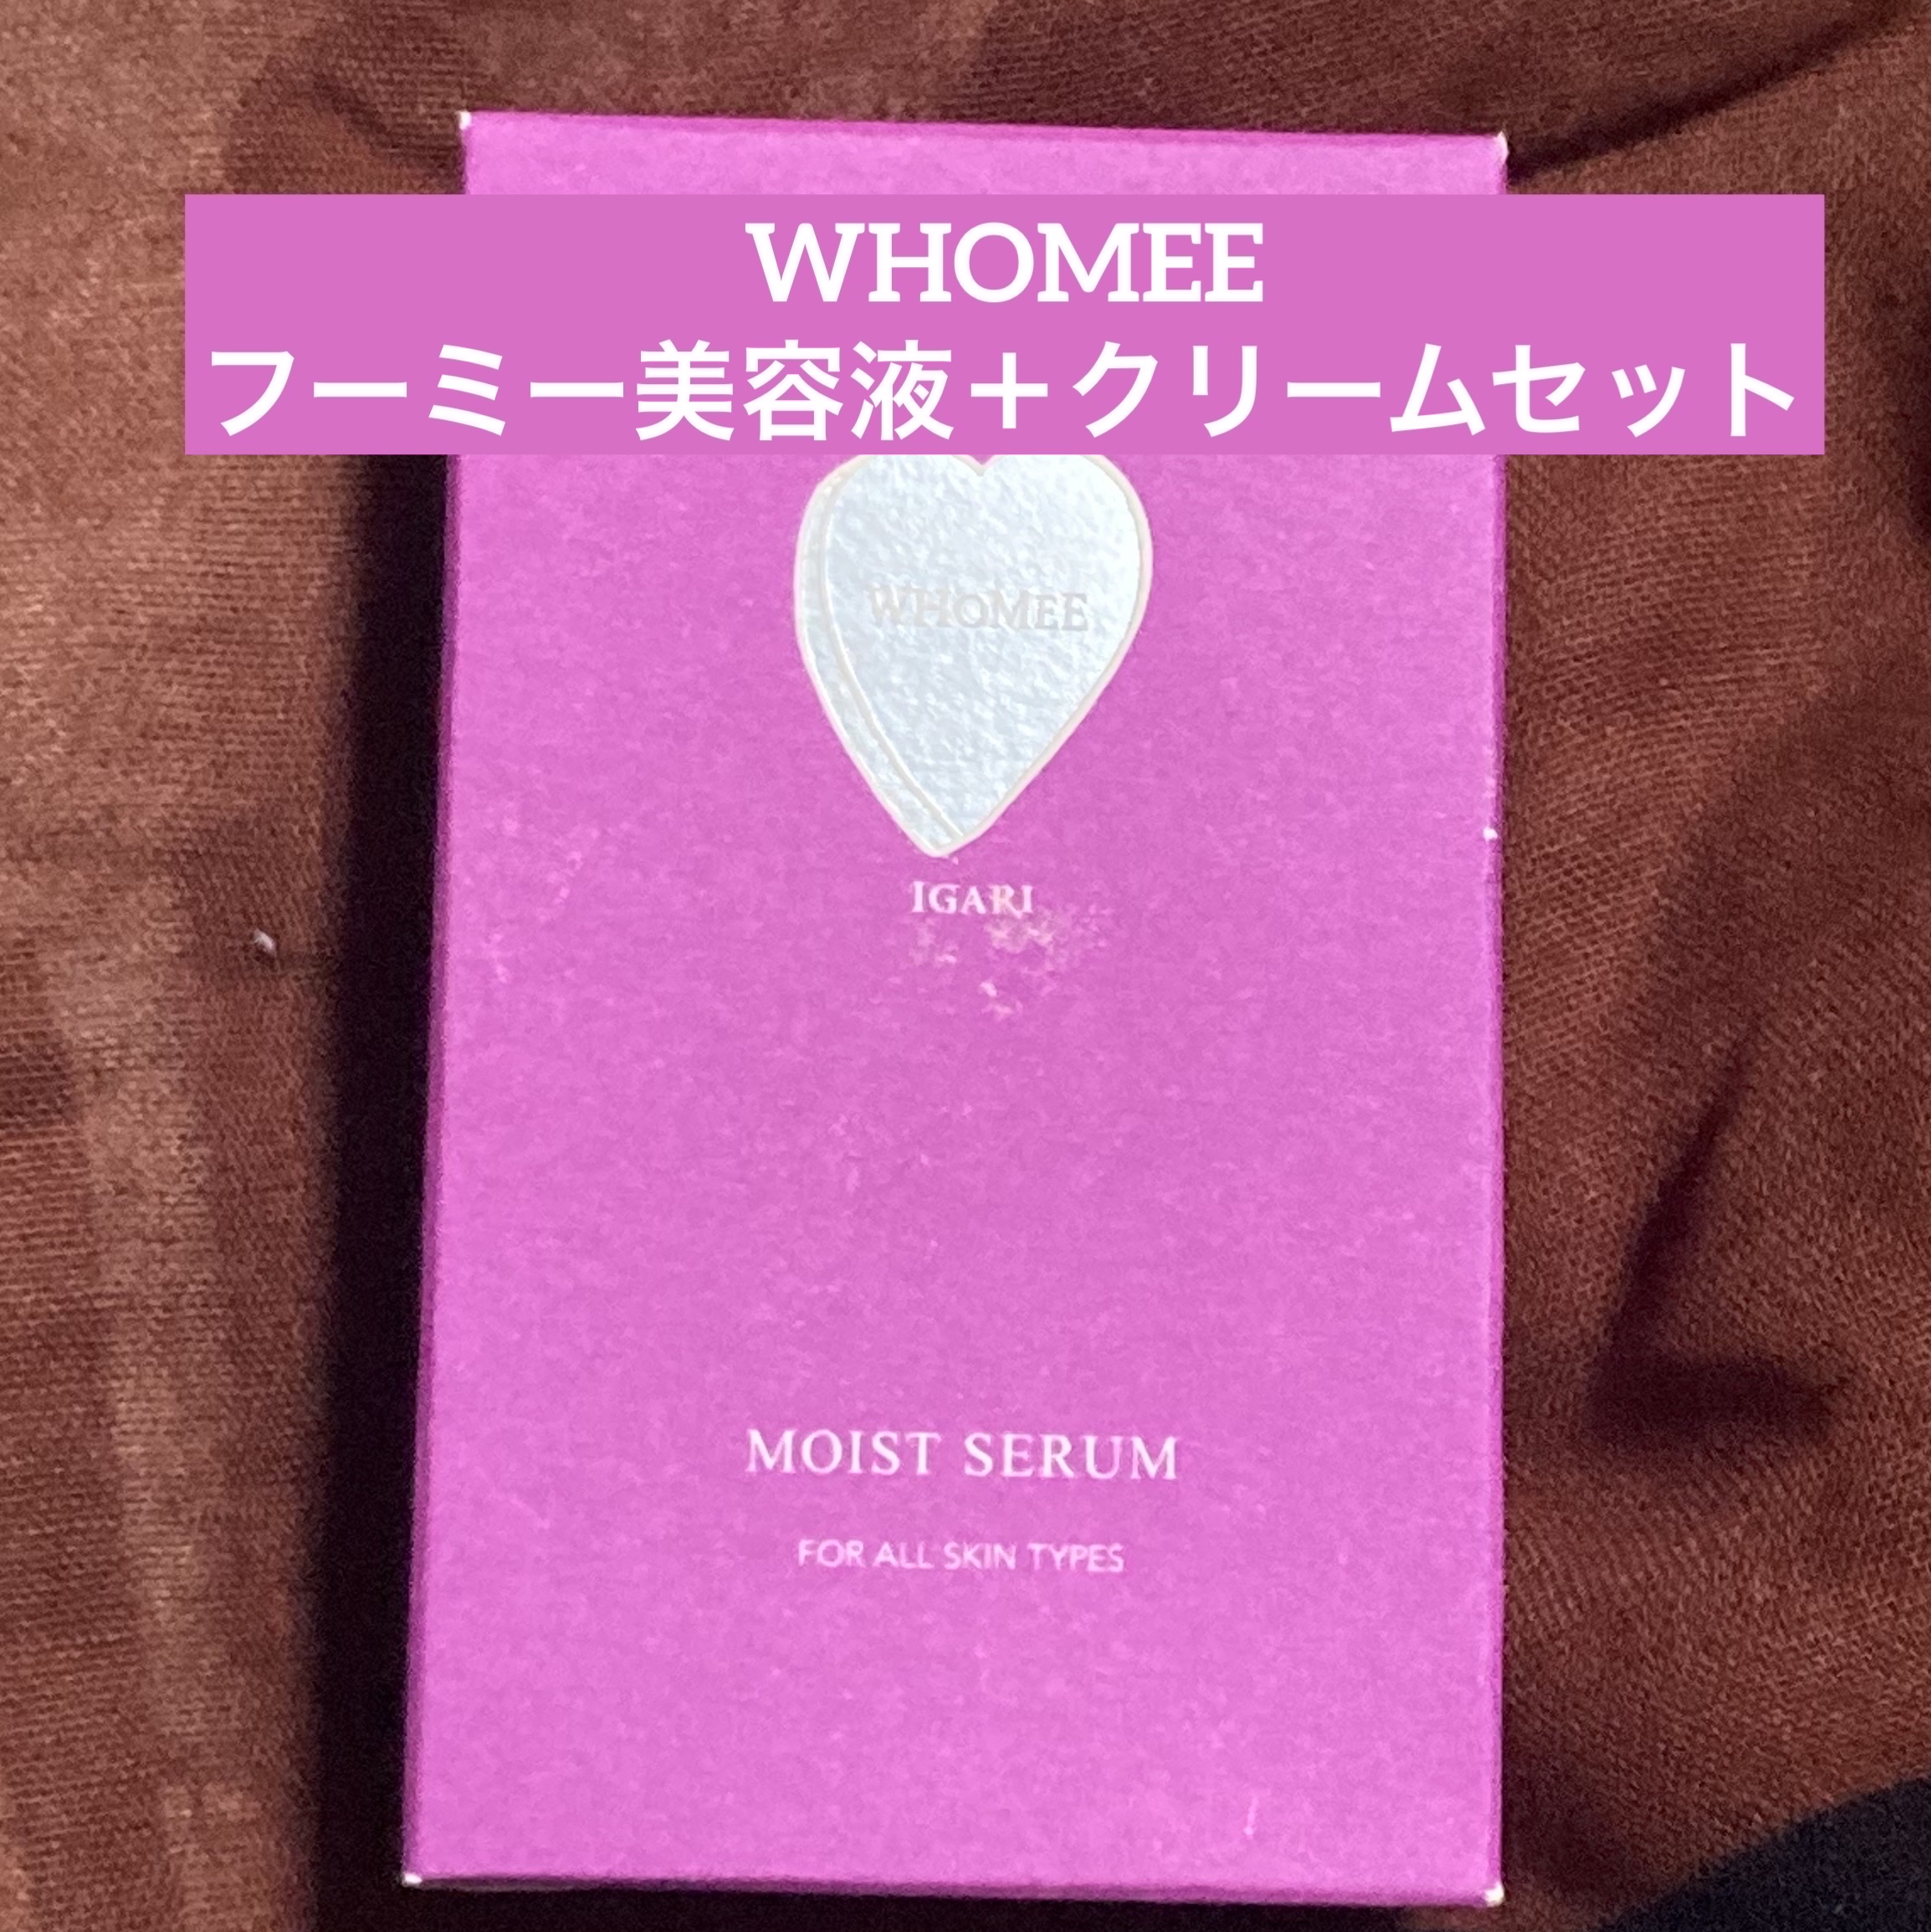 WHOMEE
フーミー美容液＋クリームセット
WHOMEE
IGARI
MOIST SERUM
FOR ALL SKIN TYPES